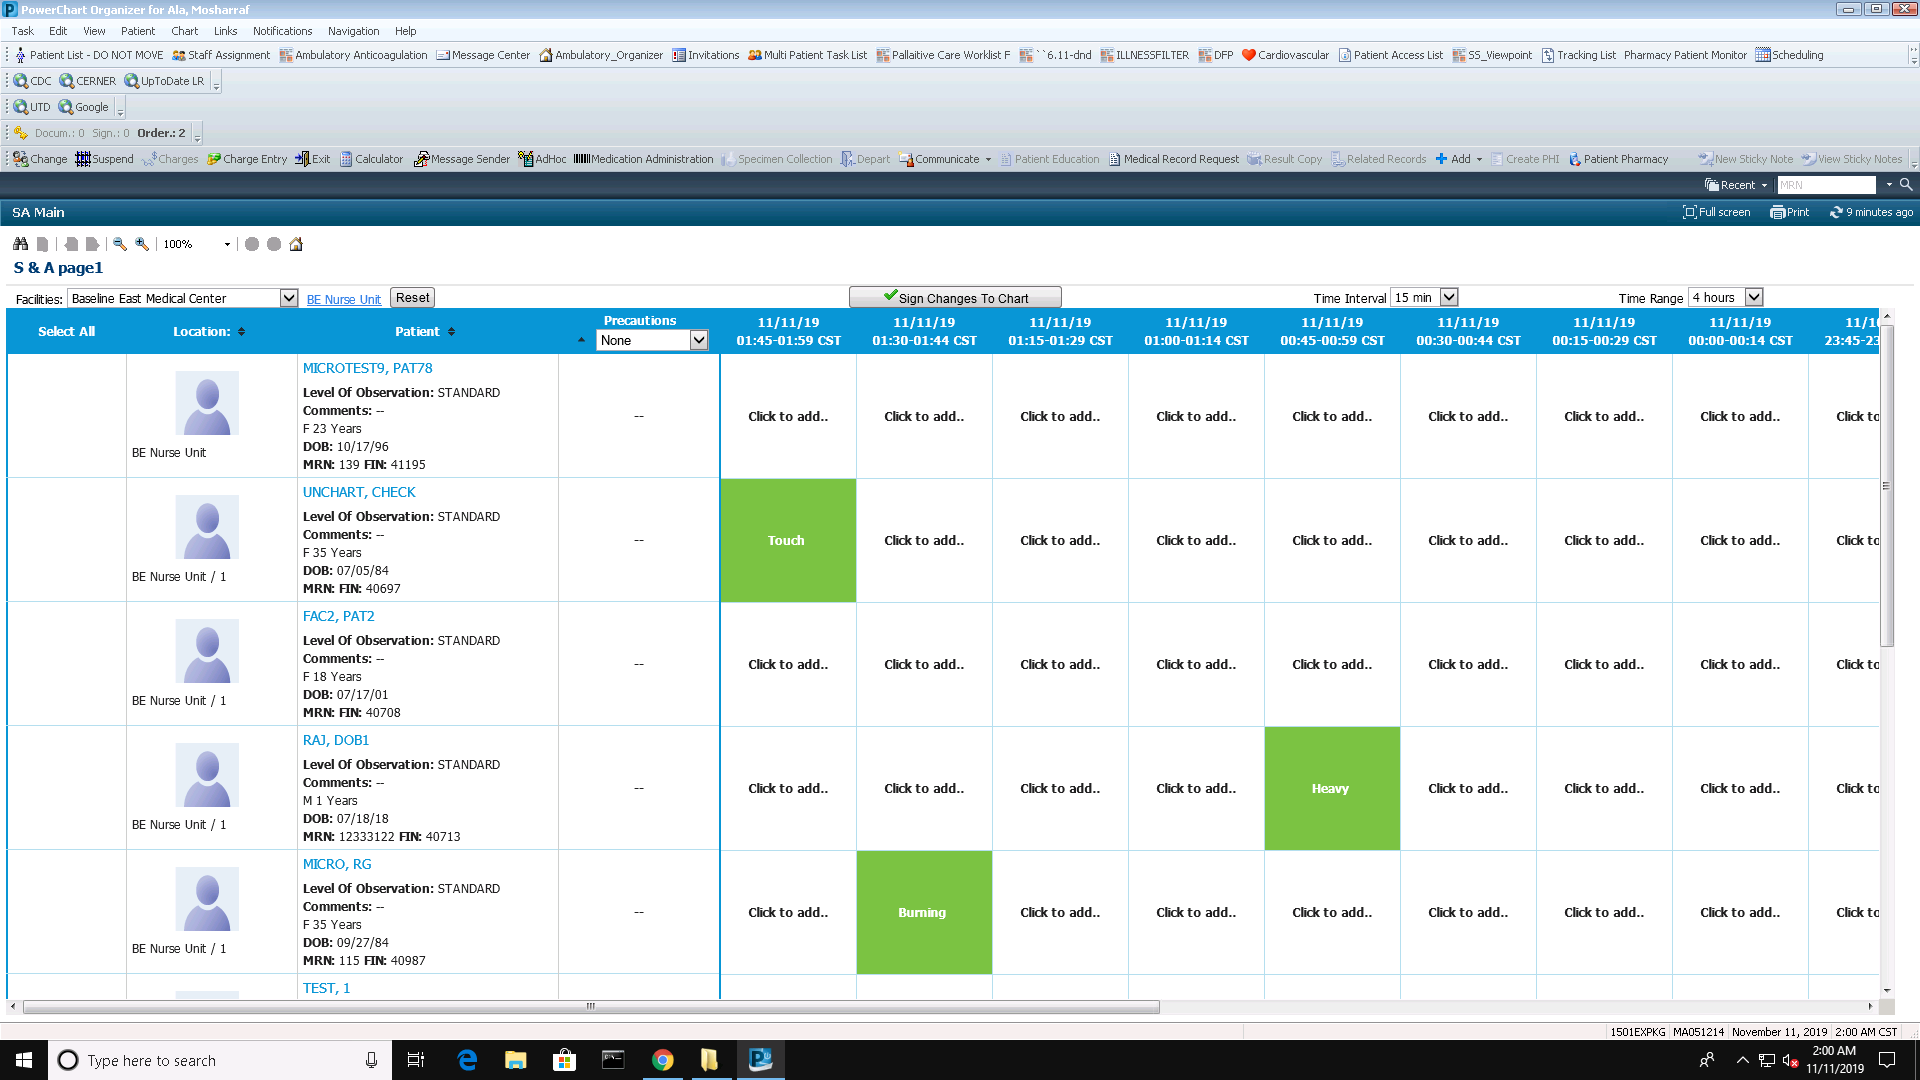 PowerChart Organizer for Ala, Mosharraf
Task Edit View Patient Chart Links Notifications Navigation Help
Patient List - DO NOT MOVE Staff Assignment Ambulatory Anticoagulation Message Center Ambulatory_Organizer Invitations Multi Patient Task List Pallaitive Care Worklist F ``6.11-dnd ILLNESSFILTER DFP Cardiovascular Patient Access List SS_Viewpoint Tracking List Pharmacy Patient Monitor Scheduling
CDC CERNER UpToDate LR
UTD Google
Docum.: 0 Sign.: 0 Order.: 2
Change Suspend Charges Charge Entry Exit Calculator Message Sender AdHoc Medication Administration Specimen Collection Depart Communicate Patient Education Medical Record Request Result Copy Related Records Add Create PHI Patient Pharmacy New Sticky Note View Sticky Notes
Recent MRN
SA Main Full screen Print 9 minutes ago
100%
S & A page1
Facilities: Baseline East Medical Center BE Nurse Unit Reset Sign Changes To Chart Time Interval 15 min Time Range 4 hours
Select All Location: Patient Precautions None
11/11/19 11/11/19 11/11/19 11/11/19 11/11/19 11/11/19 11/11/19 11/11/19 11/1
01:45-01:59 CST 01:30-01:44 CST 01:15-01:29 CST 01:00-01:14 CST 00:45-00:59 CST 00:30-00:44 CST 00:15-00:29 CST 00:00-00:14 CST 23:45-23
MICROTEST9, PAT78
Level Of Observation: STANDARD
Comments: --
F 23 Years
DOB: 10/17/96
MRN: 139 FIN: 41195
BE Nurse Unit
-- Click to add.. Click to add.. Click to add.. Click to add.. Click to add.. Click to add.. Click to add.. Click to add.. Click to
UNCHART, CHECK
Level Of Observation: STANDARD
Comments: --
F 35 Years
DOB: 07/05/84
MRN: FIN: 40697
BE Nurse Unit / 1
-- Touch Click to add.. Click to add.. Click to add.. Click to add.. Click to add.. Click to add.. Click to add.. Click to
FAC2, PAT2
Level Of Observation: STANDARD
Comments: --
F 18 Years
DOB: 07/17/01
MRN: FIN: 40708
BE Nurse Unit / 1
-- Click to add.. Click to add.. Click to add.. Click to add.. Click to add.. Click to add.. Click to add.. Click to add.. Click to
RAJ, DOB1
Level Of Observation: STANDARD
Comments: --
M 1 Years
DOB: 07/18/18
MRN: 12333122 FIN: 40713
BE Nurse Unit / 1
-- Click to add.. Click to add.. Click to add.. Click to add.. Heavy Click to add.. Click to add.. Click to add.. Click to
MICRO, RG
Level Of Observation: STANDARD
Comments: --
F 35 Years
DOB: 09/27/84
MRN: 115 FIN: 40987
BE Nurse Unit / 1
-- Click to add.. Burning Click to add.. Click to add.. Click to add.. Click to add.. Click to add.. Click to add.. Click to
TEST, 1
1501EXPKG MA051214 November 11, 2019 2:00 AM CST
Type here to search
2:00 AM
11/11/2019